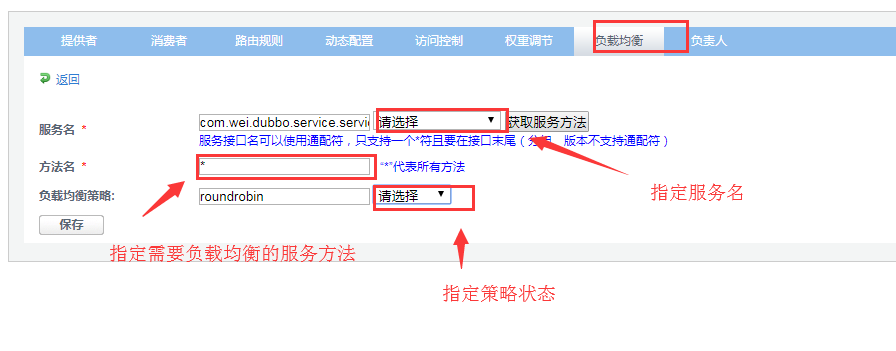 提供者 消费者 路由规则 动态配置 访问控制 权重调节 负载均衡 负责人
返回
服务名 * com.wei.dubbo.service.servi 请选择 获取服务方法
服务接口名可以使用通配符，只支持一个*符且要在接口末尾（分组、版本不支持通配符）
方法名 * * "*"代表所有方法
指定服务名
负载均衡策略: roundrobin 请选择
保存
指定需要负载均衡的服务方法
指定策略状态